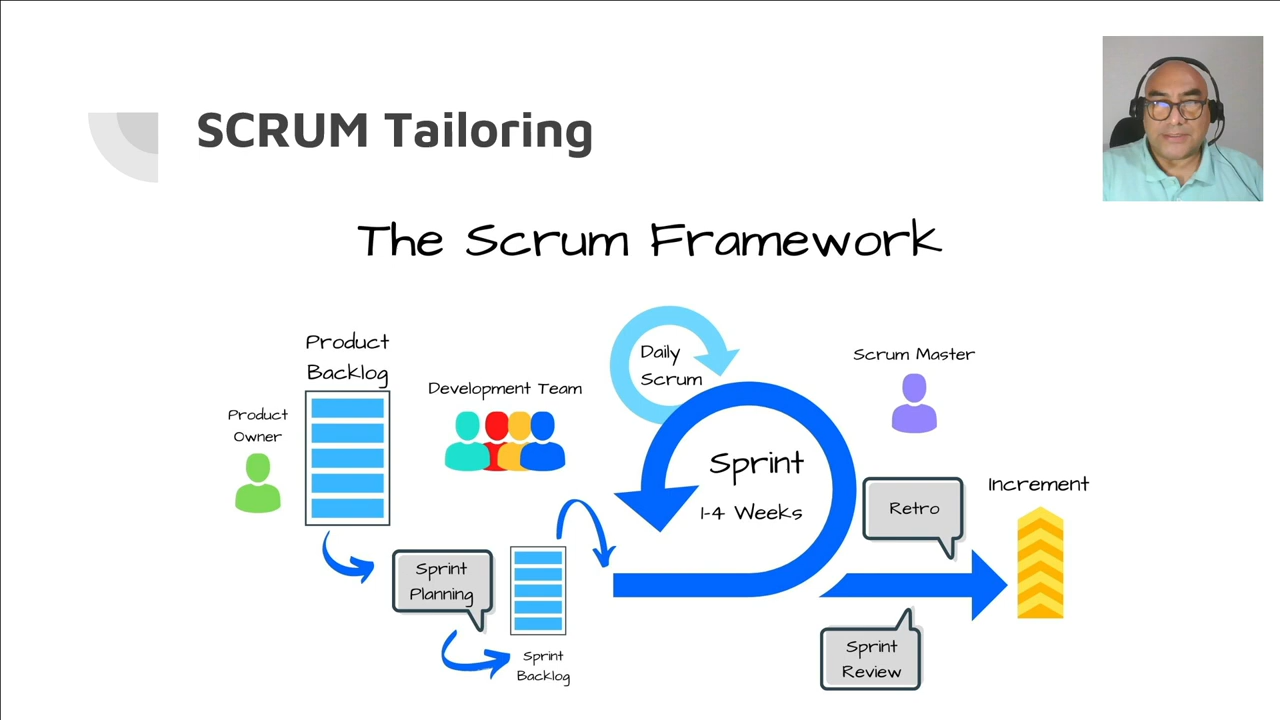 SCRUM Tailoring
The Scrum Framework
Product
Backlog
Product
Owner
Development Team
Daily
Scrum
Scrum Master
Sprint
1-4 Weeks
Retro
Increment
Sprint
Planning
Sprint
Backlog
Sprint
Review